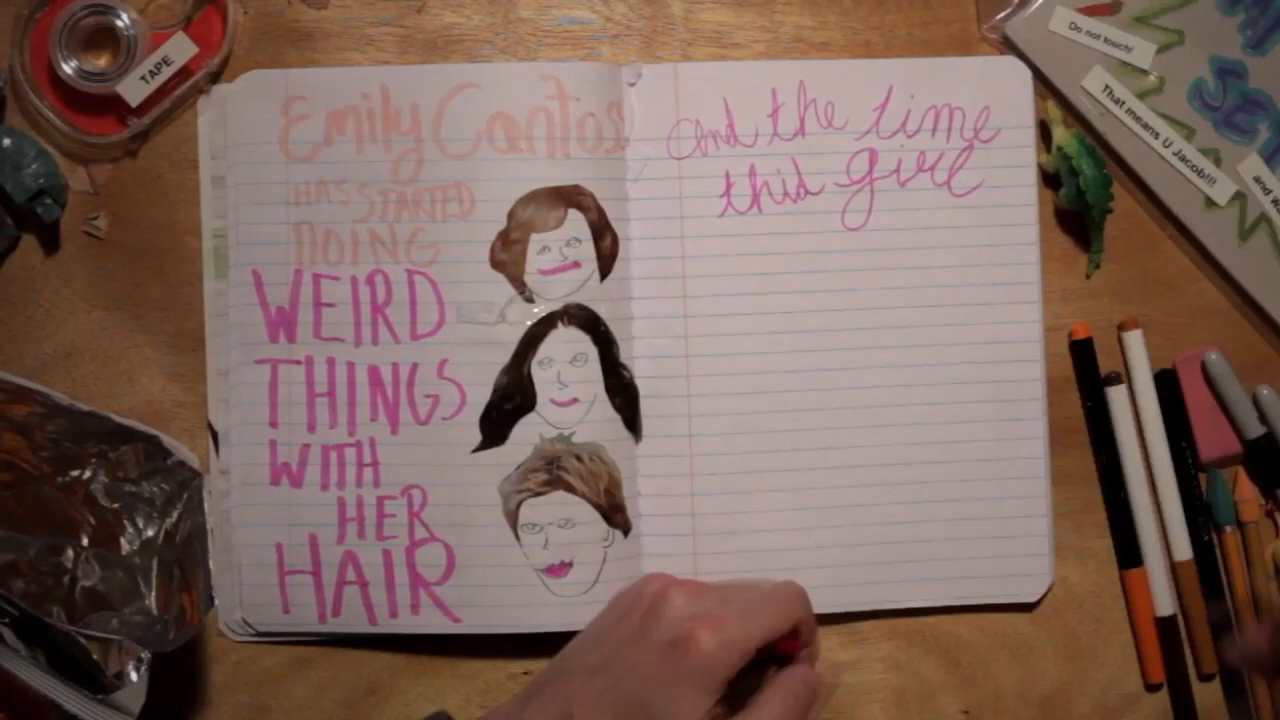 TAPE
Emily Cantos
HAS STARTED
DOING
WEIRD
THINGS
WITH
HER
HAIR
and the time
this girl
Do not touch!
That means U Jacob!!!
and